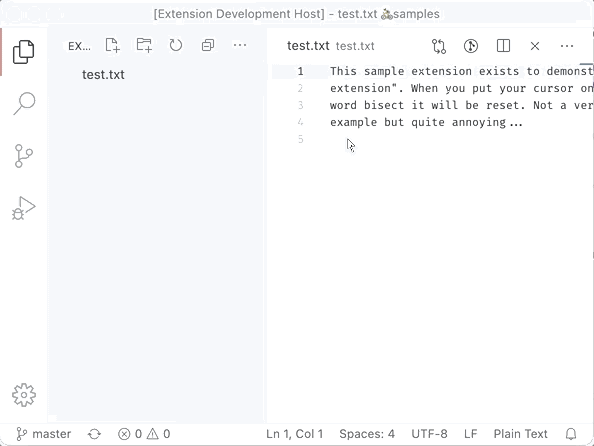 [Extension Development Host] - test.txt 🚴samples
EX...
test.txt
test.txt test.txt
1 This sample extension exists to demonst
2 extension". When you put your cursor on
3 word bisect it will be reset. Not a ver
4 example but quite annoying...
5
master 0 0 Ln 1, Col 1 Spaces: 4 UTF-8 LF Plain Text